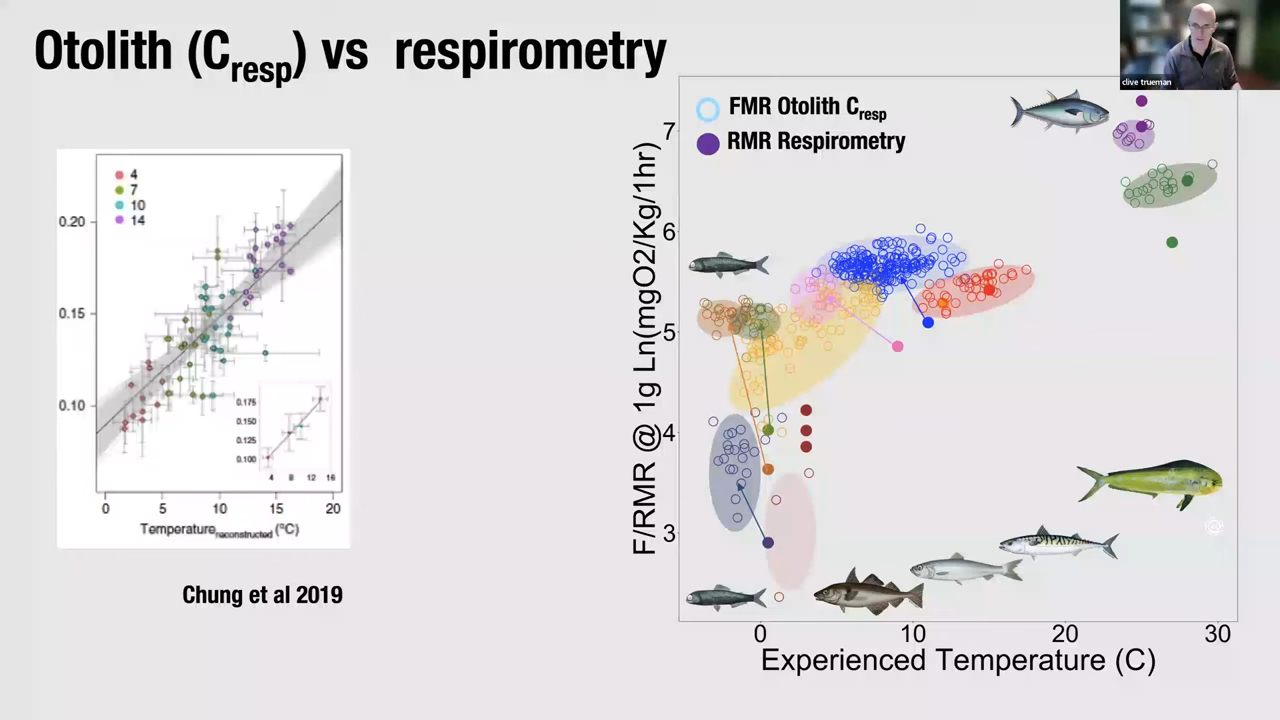 Otolith (Cresp) vs respirometry
clive trueman
4
7
10
14
0.20
0.15
0.10
0.175
0.150
0.125
0.100
4 8 12 16
0 5 10 15 20
Temperaturereconstructed (°C)
Chung et al 2019
FMR Otolith Cresp
RMR Respirometry
F/RMR @ 1g Ln(mgO2/Kg/1hr)
7
6
5
4
3
0 10 20 30
Experienced Temperature (C)